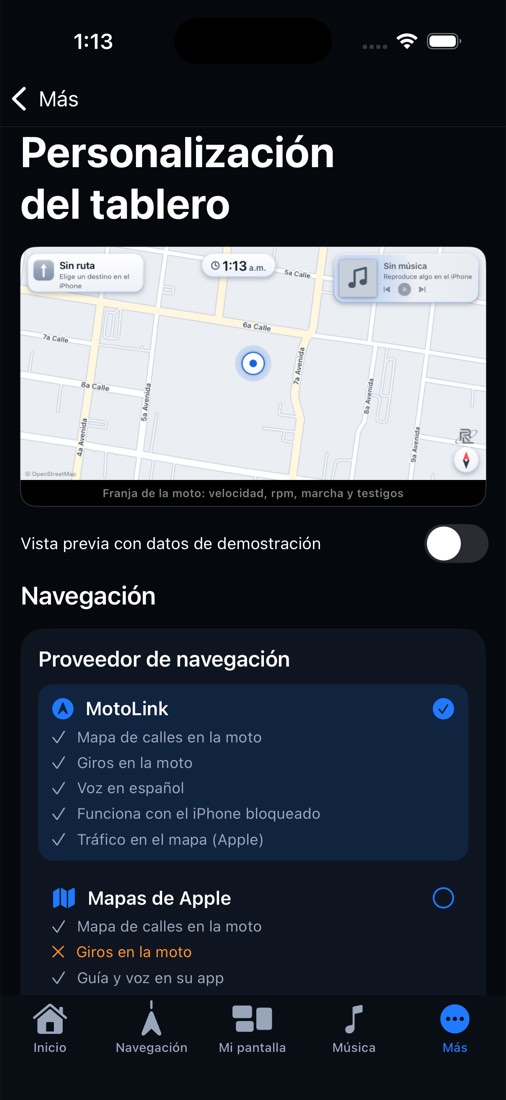 1:13
Más
Personalización
del tablero
Sin ruta
Elige un destino en el
iPhone
1:13 a.m.
Sin música
Reproduce algo en el iPhone
5a Calle
6a Calle
7a Calle
8a Calle
4a Avenida
5a Avenida
7a Avenida
8a Avenida
9a Avenida
© OpenStreetMap
Franja de la moto: velocidad, rpm, marcha y testigos
Vista previa con datos de demostración
Navegación
Proveedor de navegación
MotoLink
Mapa de calles en la moto
Giros en la moto
Voz en español
Funciona con el iPhone bloqueado
Tráfico en el mapa (Apple)
Mapas de Apple
Mapa de calles en la moto
Giros en la moto
Guía y voz en su app
Inicio
Navegación
Mi pantalla
Música
Más